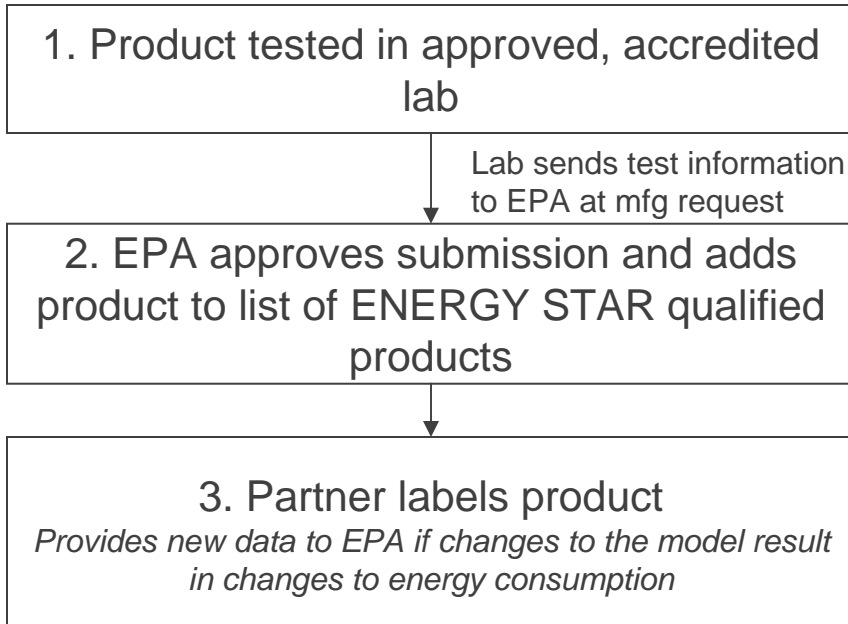 1. Product tested in approved, accredited
lab
Lab sends test information
to EPA at mfg request
2. EPA approves submission and adds
product to list of ENERGY STAR qualified
products
3. Partner labels product
Provides new data to EPA if changes to the model result
in changes to energy consumption